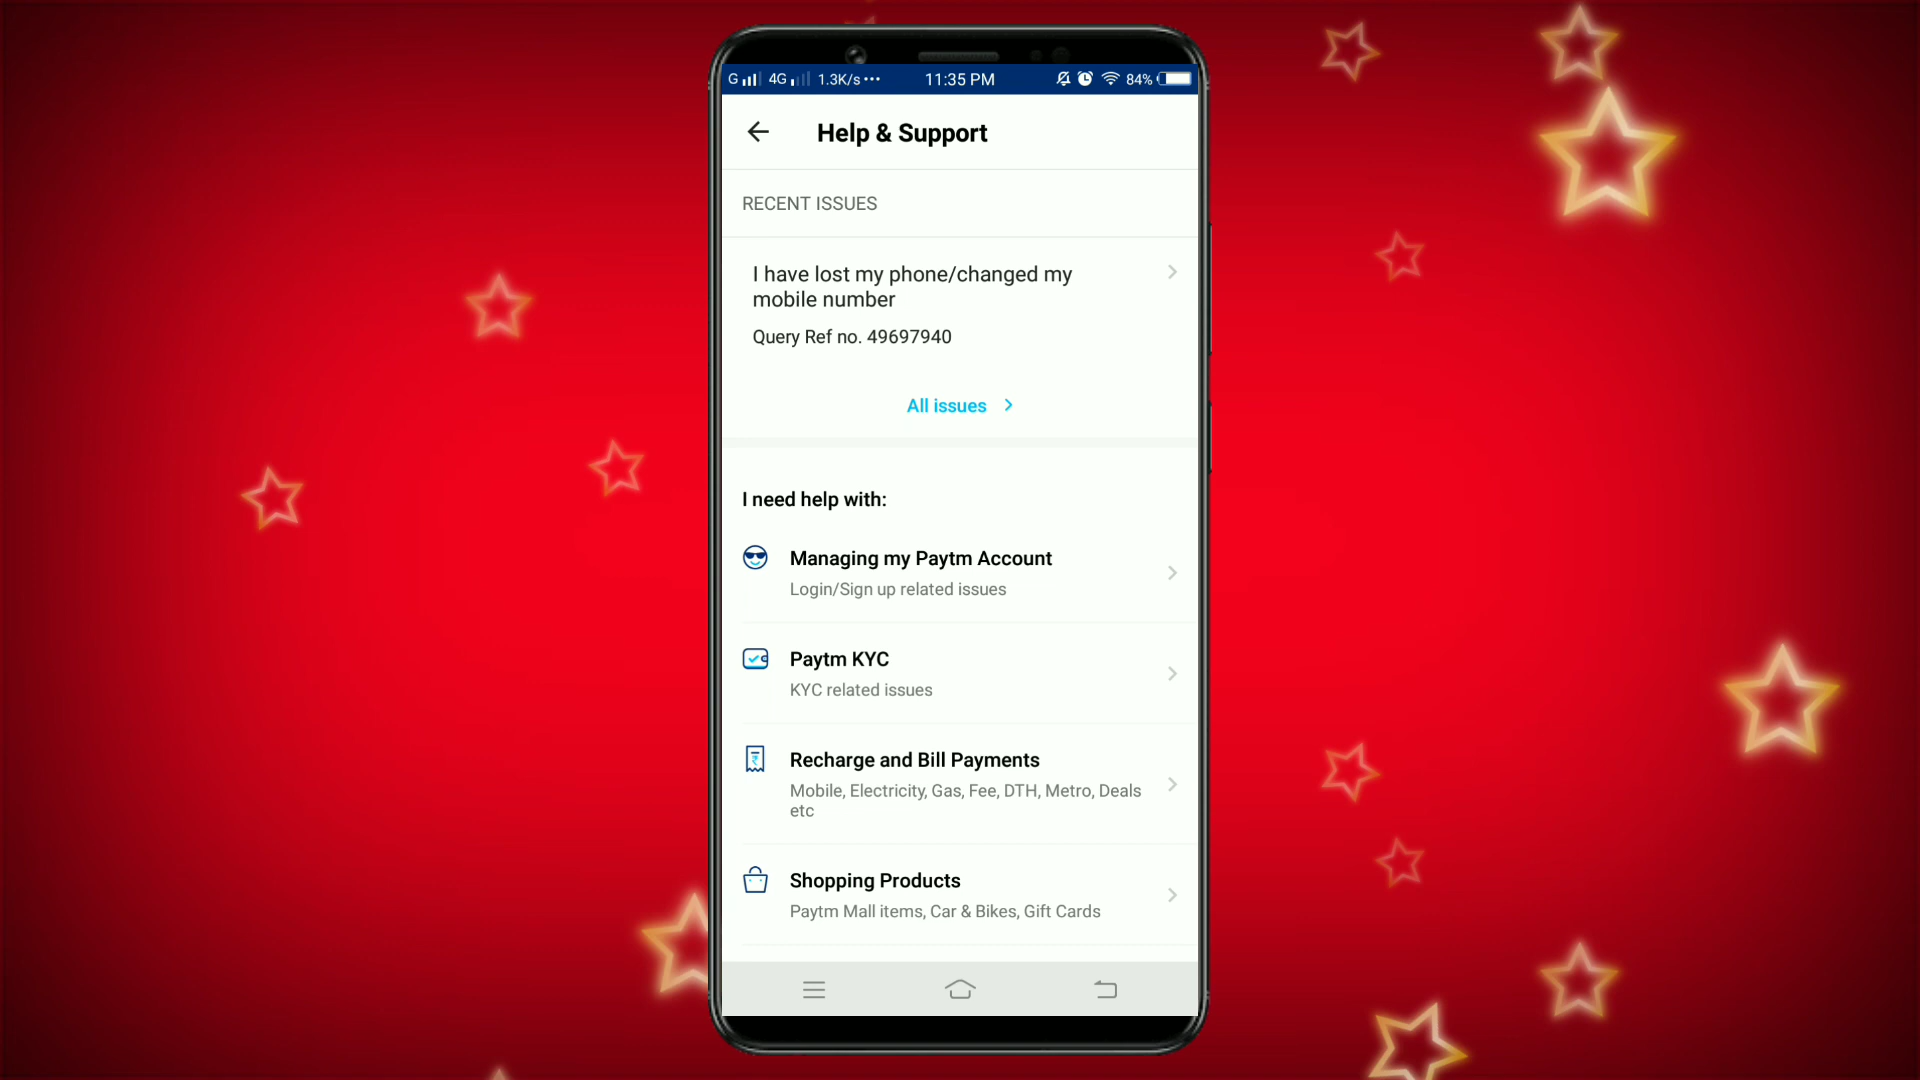 G 4G 1.3K/s ••• 11:35 PM 84%
Help & Support
RECENT ISSUES
I have lost my phone/changed my
mobile number
Query Ref no. 49697940
All issues
I need help with:
Managing my Paytm Account
Login/Sign up related issues
Paytm KYC
KYC related issues
Recharge and Bill Payments
Mobile, Electricity, Gas, Fee, DTH, Metro, Deals
etc
Shopping Products
Paytm Mall items, Car & Bikes, Gift Cards